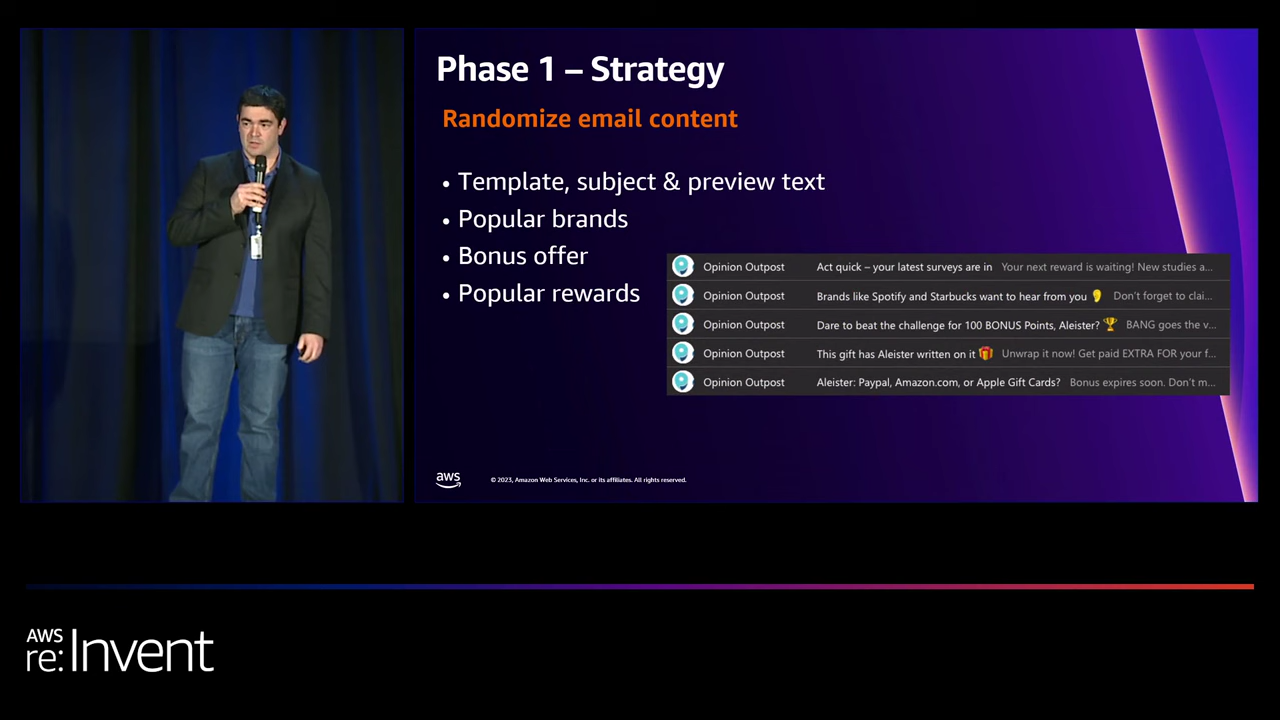 Phase 1 – Strategy
Randomize email content
• Template, subject & preview text
• Popular brands
• Bonus offer
• Popular rewards
Opinion Outpost Act quick – your latest surveys are in Your next reward is waiting! New studies a...
Opinion Outpost Brands like Spotify and Starbucks want to hear from you 👂 Don't forget to clai...
Opinion Outpost Dare to beat the challenge for 100 BONUS Points, Aleister? 🏆 BANG goes the v...
Opinion Outpost This gift has Aleister written on it 🎁 Unwrap it now! Get paid EXTRA FOR your f...
Opinion Outpost Aleister: Paypal, Amazon.com, or Apple Gift Cards? Bonus expires soon. Don't m...
aws
© 2023, Amazon Web Services, Inc. or its affiliates. All rights reserved.
AWS
re:Invent